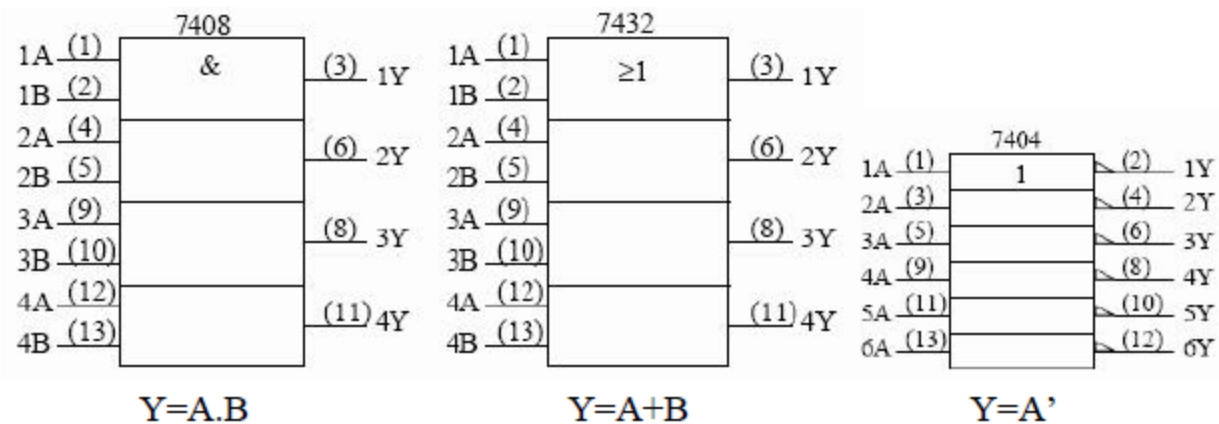 7408
&
1A (1)
1B (2)
(3) 1Y
2A (4)
2B (5)
(6) 2Y
3A (9)
3B (10)
(8) 3Y
4A (12)
4B (13)
(11) 4Y
Y=A.B
7432
≥1
1A (1)
1B (2)
(3) 1Y
2A (4)
2B (5)
(6) 2Y
3A (9)
3B (10)
(8) 3Y
4A (12)
4B (13)
(11) 4Y
Y=A+B
7404
1
1A (1) (2) 1Y
2A (3) (4) 2Y
3A (5) (6) 3Y
4A (9) (8) 4Y
5A (11) (10) 5Y
6A (13) (12) 6Y
Y=A’